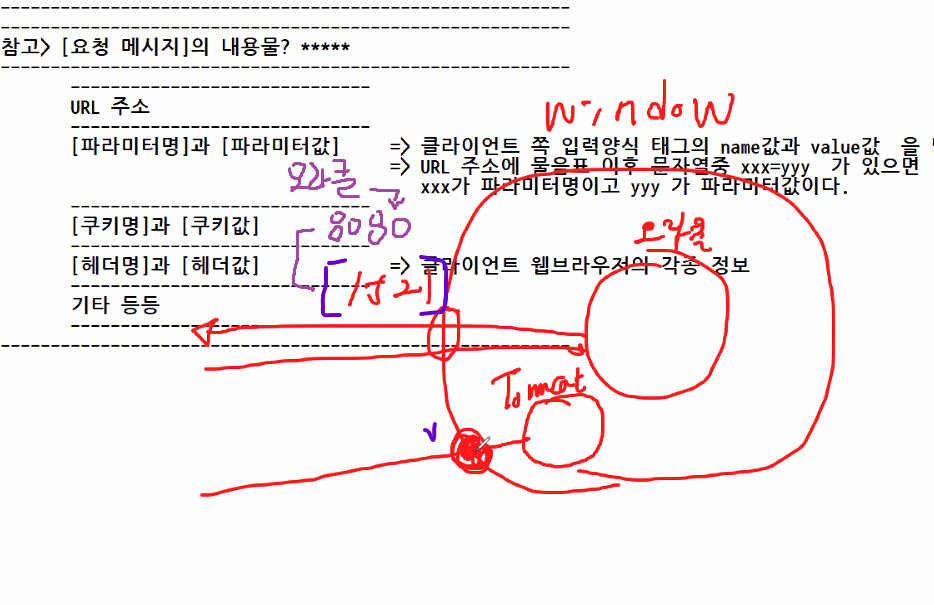 참고> [요청 메시지]의 내용물? *****
URL 주소
window
[파라미터명]과 [파라미터값] => 클라이언트 쪽 입력양식 태그의 name값과 value값 을
=> URL 주소에 물음표 이후 문자열중 xxx=yyy 가 있으면
xxx가 파라미터명이고 yyy 가 파라미터값이다.
오라클
8080
[쿠키명]과 [쿠키값]
오라클
[헤더명]과 [헤더값] => 클라이언트 웹브라우저의 각종 정보
[1521]
기타 등등
Tomcat